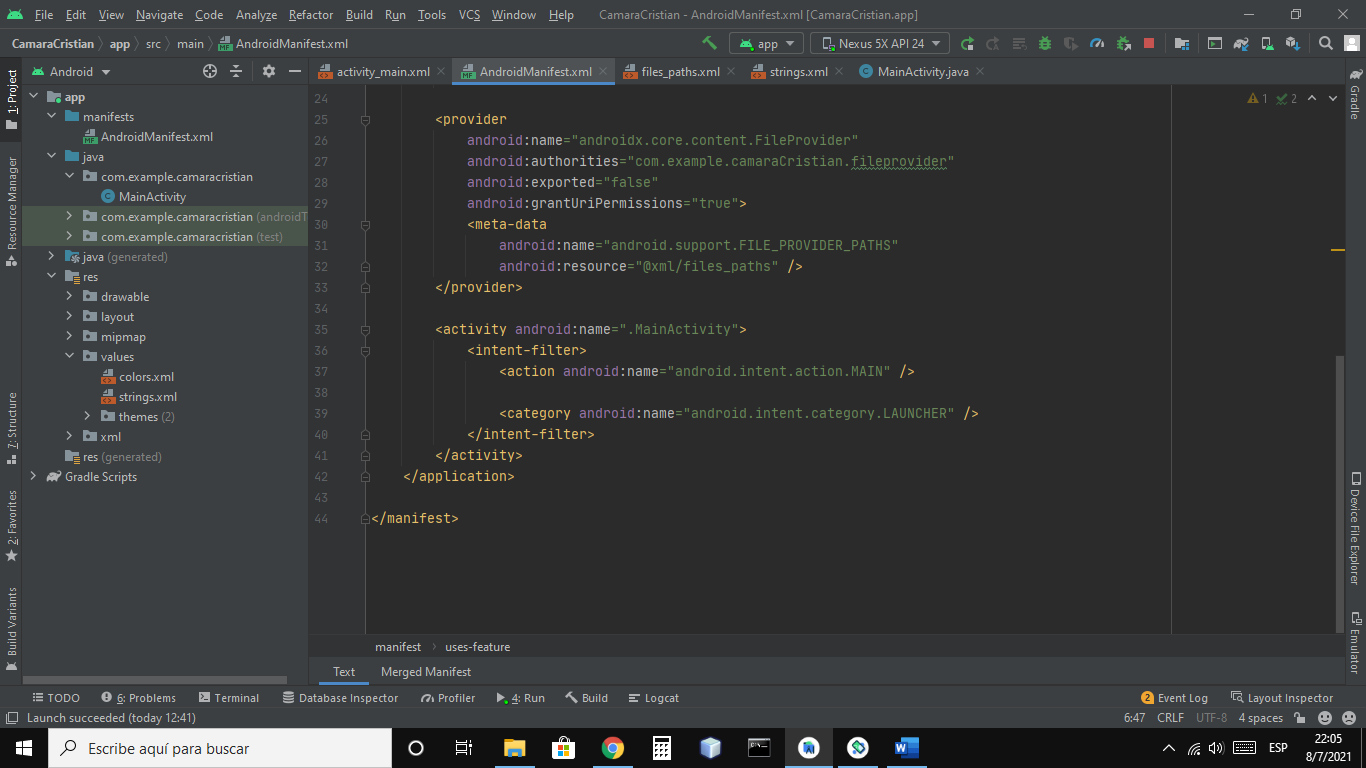 File Edit View Navigate Code Analyze Refactor Build Run Tools VCS Window Help CamaraCristian - AndroidManifest.xml [CamaraCristian.app]
CamaraCristian app src main AndroidManifest.xml app Nexus 5X API 24
1: Project
Resource Manager
7: Structure
2: Favorites
Build Variants
Android
app
manifests
AndroidManifest.xml
java
com.example.camaracristian
MainActivity
com.example.camaracristian (androidT
com.example.camaracristian (test)
java (generated)
res
drawable
layout
mipmap
values
colors.xml
strings.xml
themes (2)
xml
res (generated)
Gradle Scripts
activity_main.xml AndroidManifest.xml files_paths.xml strings.xml MainActivity.java
1 2
24
25 <provider
26 android:name="androidx.core.content.FileProvider"
27 android:authorities="com.example.camaraCristian.fileprovider"
28 android:exported="false"
29 android:grantUriPermissions="true">
30 <meta-data
31 android:name="android.support.FILE_PROVIDER_PATHS"
32 android:resource="@xml/files_paths" />
33 </provider>
34
35 <activity android:name=".MainActivity">
36 <intent-filter>
37 <action android:name="android.intent.action.MAIN" />
38
39 <category android:name="android.intent.category.LAUNCHER" />
40 </intent-filter>
41 </activity>
42 </application>
43
44 </manifest>
manifest uses-feature
Text Merged Manifest
Gradle
Device File Explorer
Emulator
TODO 6: Problems Terminal Database Inspector Profiler 4: Run Build Logcat 2 Event Log Layout Inspector
Launch succeeded (today 12:41) 6:47 CRLF UTF-8 4 spaces
Escribe aquí para buscar
ESP
22:05
8/7/2021